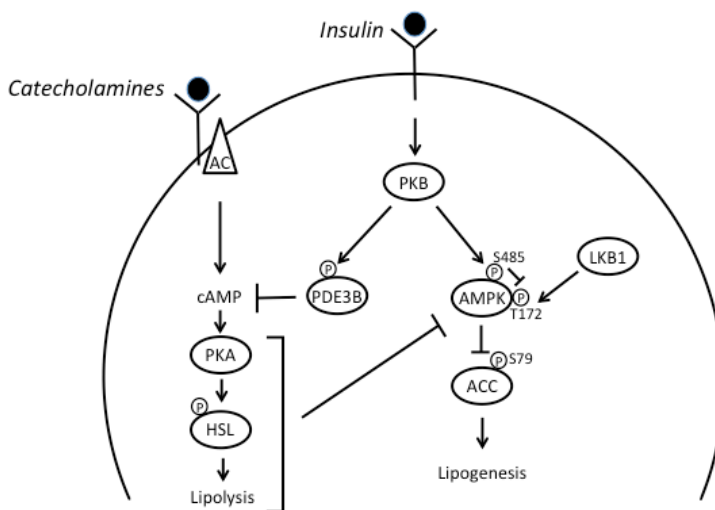 Insulin
Catecholamines
AC
PKB
S485
LKB1
P
P
cAMP
PDE3B
AMPK
P
T172
PKA
P
S79
ACC
P
HSL
Lipolysis
Lipogenesis